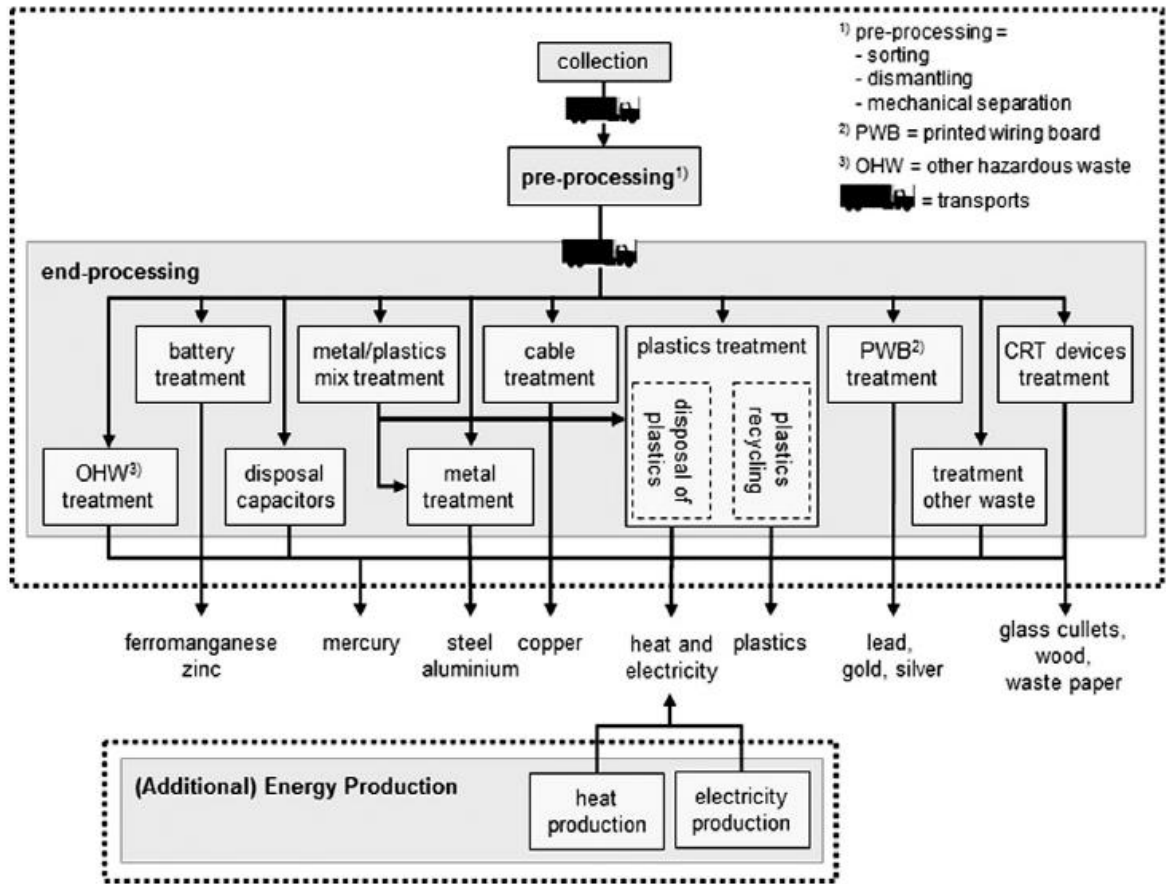 collection
1) pre-processing =
- sorting
- dismantling
- mechanical separation
2) PWB = printed wiring board
3) OHW = other hazardous waste
= transports
pre-processing1)
end-processing
battery
treatment
metal/plastics
mix treatment
cable
treatment
plastics treatment
PWB2)
treatment
CRT devices
treatment
disposal of
plastics
plastics
recycling
OHW3)
treatment
disposal
capacitors
metal
treatment
treatment
other waste
ferromanganese
zinc
mercury
steel
aluminium
copper
heat and
electricity
plastics
lead,
gold, silver
glass cullets,
wood,
waste paper
(Additional) Energy Production
heat
production
electricity
production